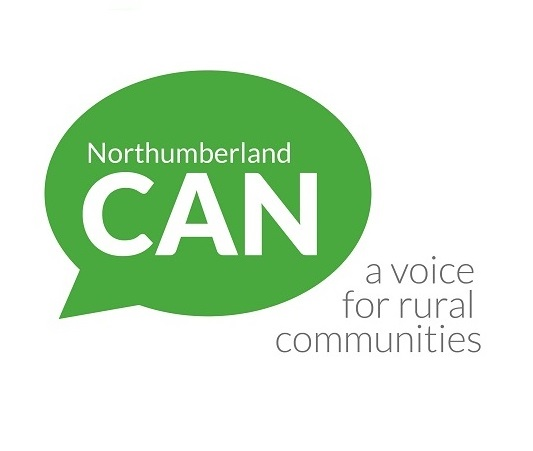 Northumberland
CAN
a voice
for rural
communities